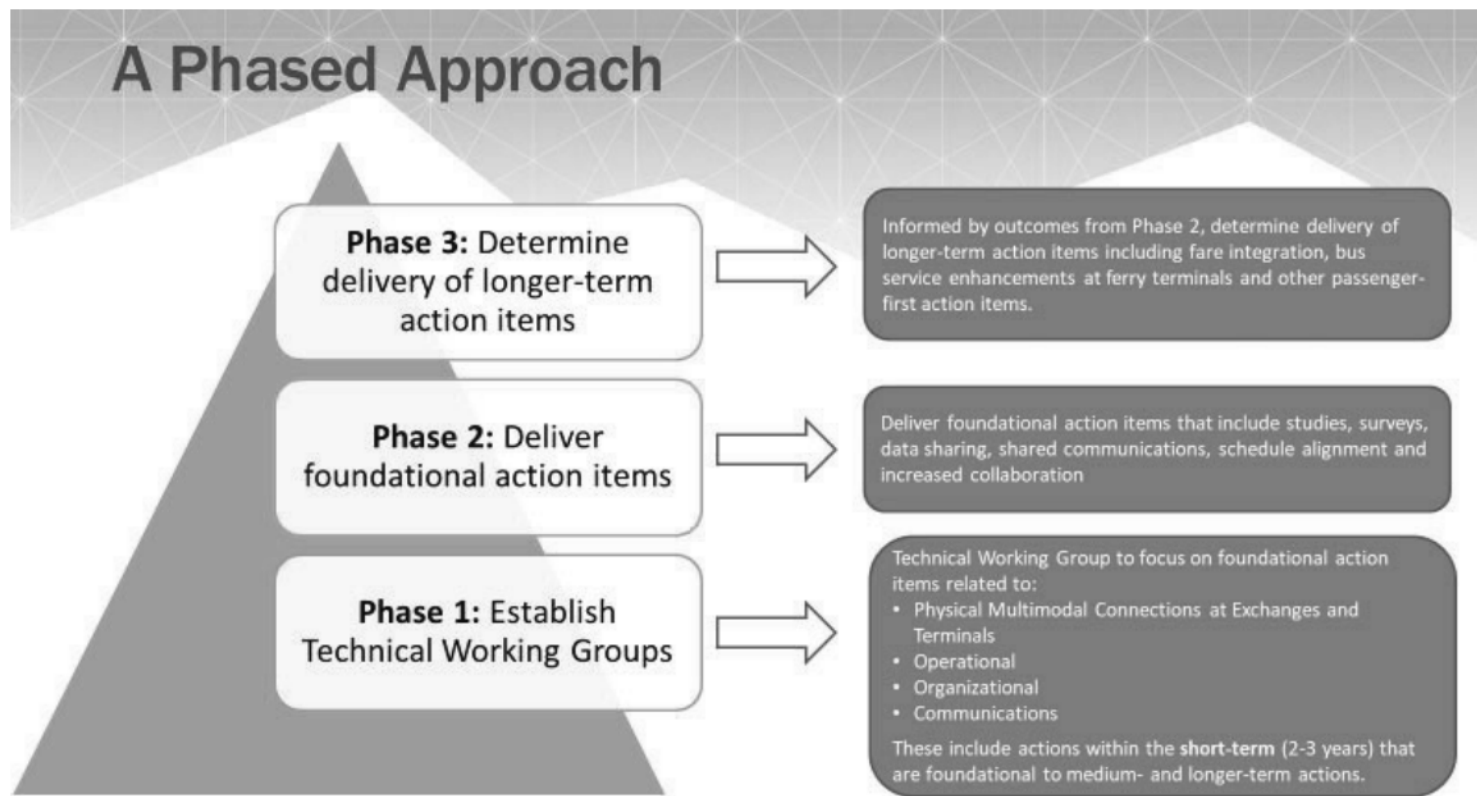 A Phased Approach
Phase 3: Determine
delivery of longer-term
action items
Informed by outcomes from Phase 2, determine delivery of
longer-term action items including fare integration, bus
service enhancements at ferry terminals and other passenger-
first action items.
Phase 2: Deliver
foundational action items
Deliver foundational action items that include studies, surveys,
data sharing, shared communications, schedule alignment and
increased collaboration
Phase 1: Establish
Technical Working Groups
Technical Working Group to focus on foundational action
items related to:
• Physical Multimodal Connections at Exchanges and
Terminals
• Operational
• Organizational
• Communications
These include actions within the short-term (2-3 years) that
are foundational to medium- and longer-term actions.